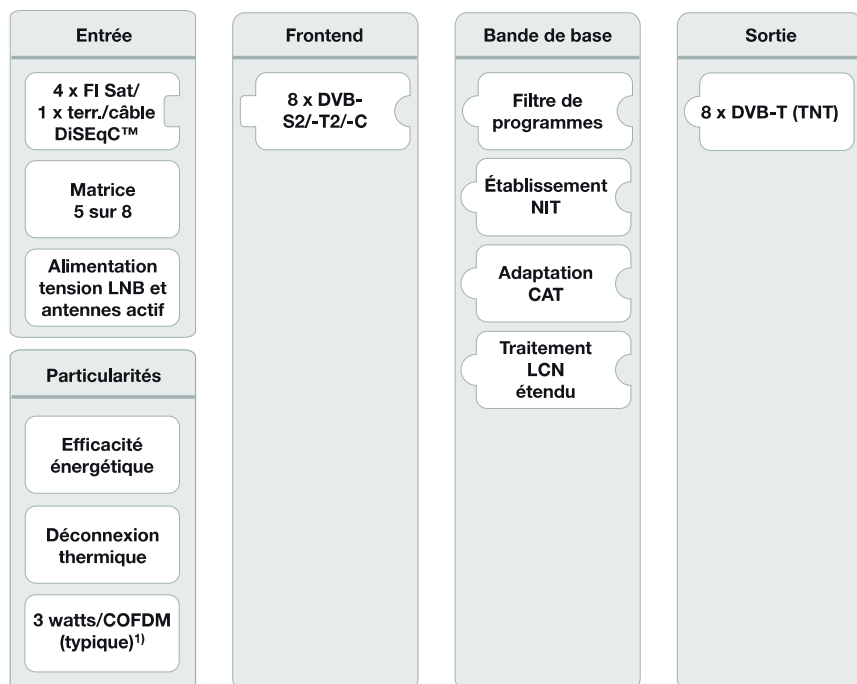 Entrée
4 x FI Sat/
1 x terr./câble
DiSEqC™
Matrice
5 sur 8
Alimentation
tension LNB et
antennes actif
Particularités
Efficacité
énergétique
Déconnexion
thermique
3 watts/COFDM
(typique)¹⁾
Frontend
8 x DVB-
S2/-T2/-C
Bande de base
Filtre de
programmes
Établissement
NIT
Adaptation
CAT
Traitement
LCN
étendu
Sortie
8 x DVB-T (TNT)